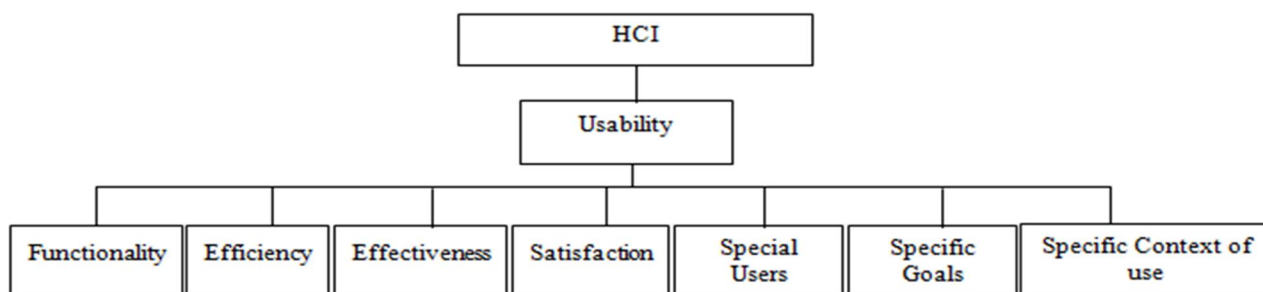 HCI
Usability
Functionality
Efficiency
Effectiveness
Satisfaction
Special
Users
Specific
Goals
Specific Context of
use